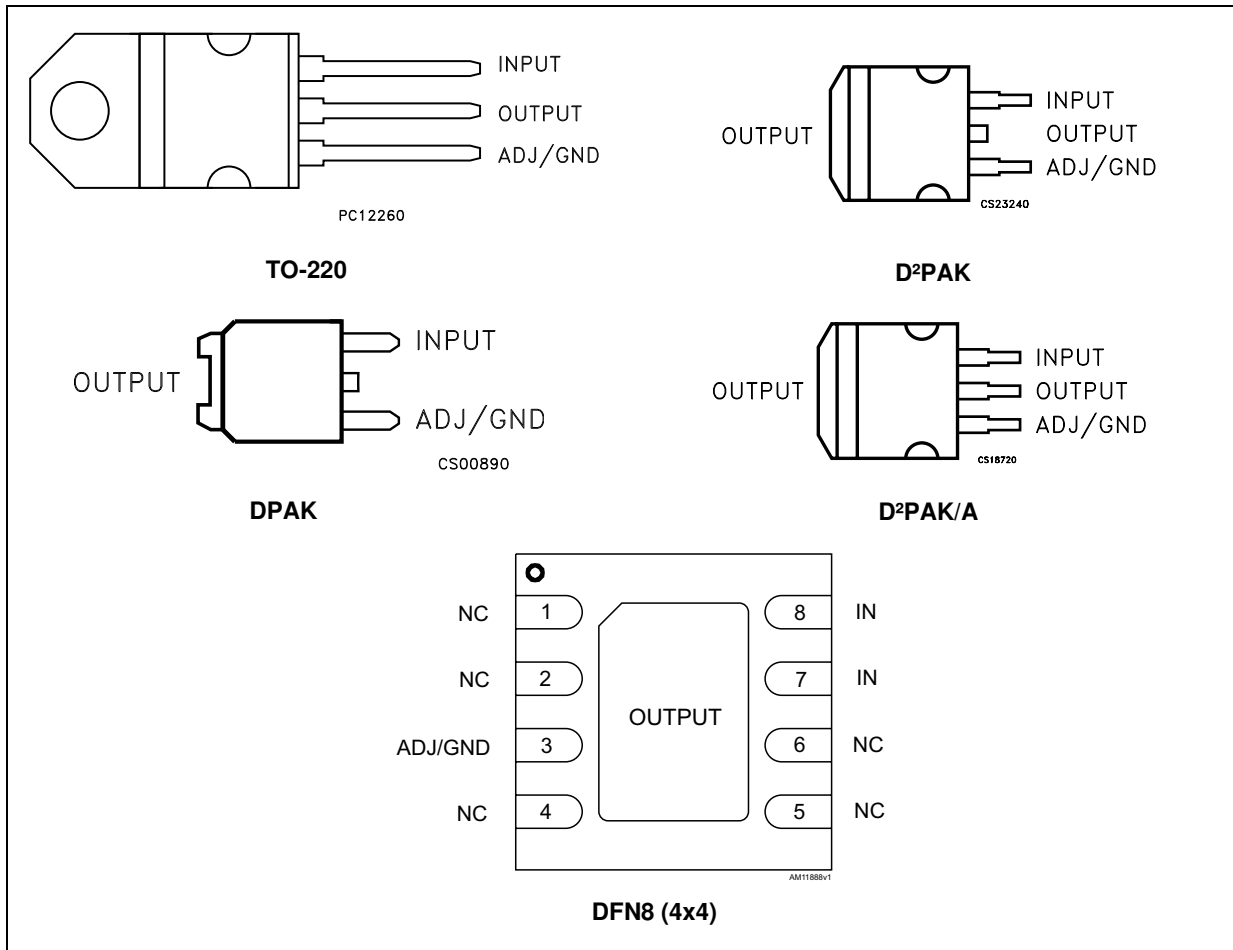 INPUT
OUTPUT
ADJ/GND
PC12260
TO-220
OUTPUT
INPUT
OUTPUT
ADJ/GND
CS23240
D²PAK
OUTPUT
INPUT
ADJ/GND
CS00890
DPAK
OUTPUT
INPUT
OUTPUT
ADJ/GND
CS18720
D²PAK/A
NC 1 8 IN
NC 2 7 IN
OUTPUT
ADJ/GND 3 6 NC
NC 4 5 NC
AM11888v1
DFN8 (4x4)